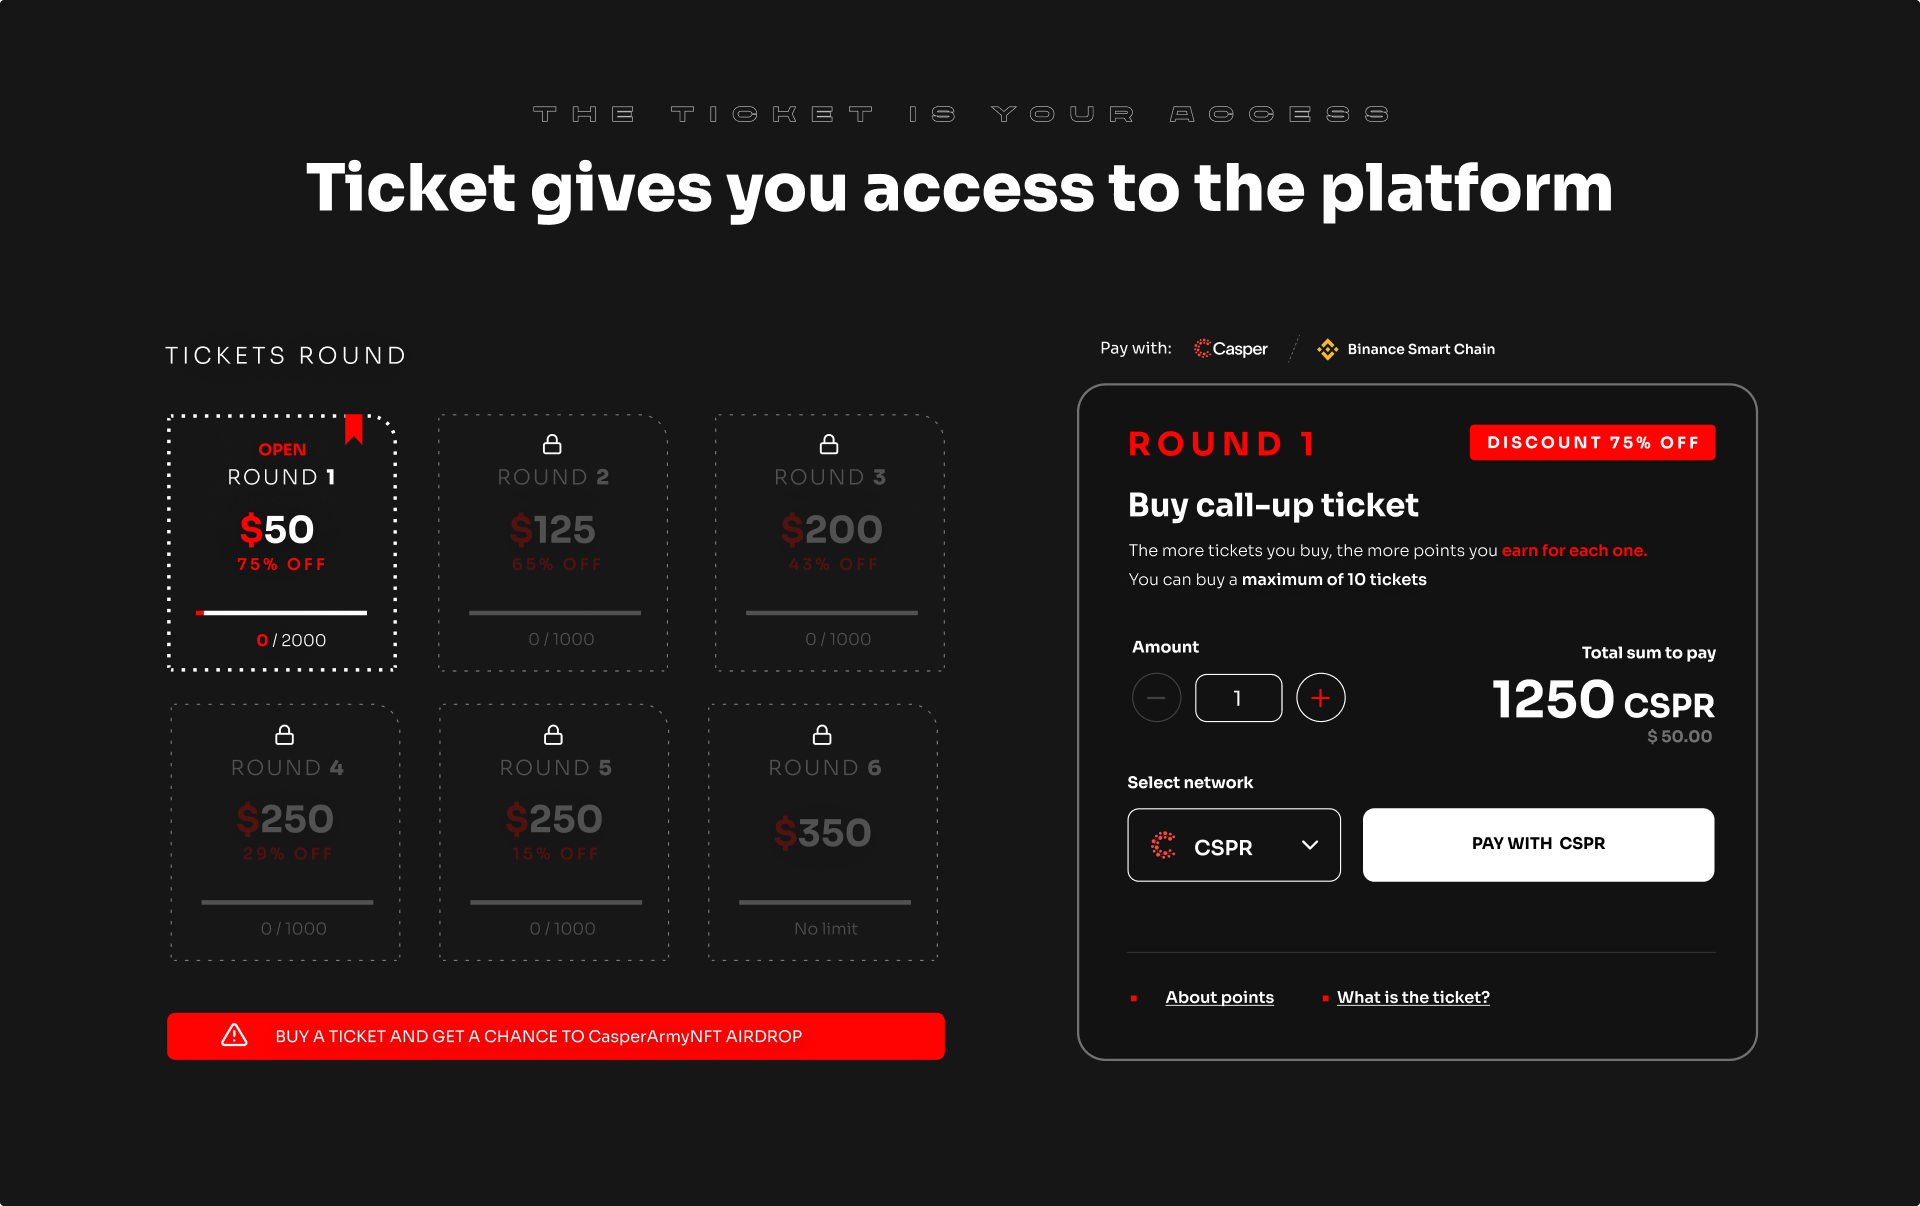 THE TICKET IS YOUR ACCESS
Ticket gives you access to the platform
TICKETS ROUND
OPEN
ROUND 1
$50
75% OFF
0 / 2000
ROUND 2
$125
65% OFF
0 / 1000
ROUND 3
$200
43% OFF
0 / 1000
ROUND 4
$250
29% OFF
0 / 1000
ROUND 5
$250
15% OFF
0 / 1000
ROUND 6
$350
No limit
BUY A TICKET AND GET A CHANCE TO CasperArmyNFT AIRDROP
Pay with: Casper Binance Smart Chain
ROUND 1
DISCOUNT 75% OFF
Buy call-up ticket
The more tickets you buy, the more points you earn for each one.
You can buy a maximum of 10 tickets
Amount
1
Total sum to pay
1250 CSPR
$ 50.00
Select network
CSPR
PAY WITH CSPR
About points
What is the ticket?